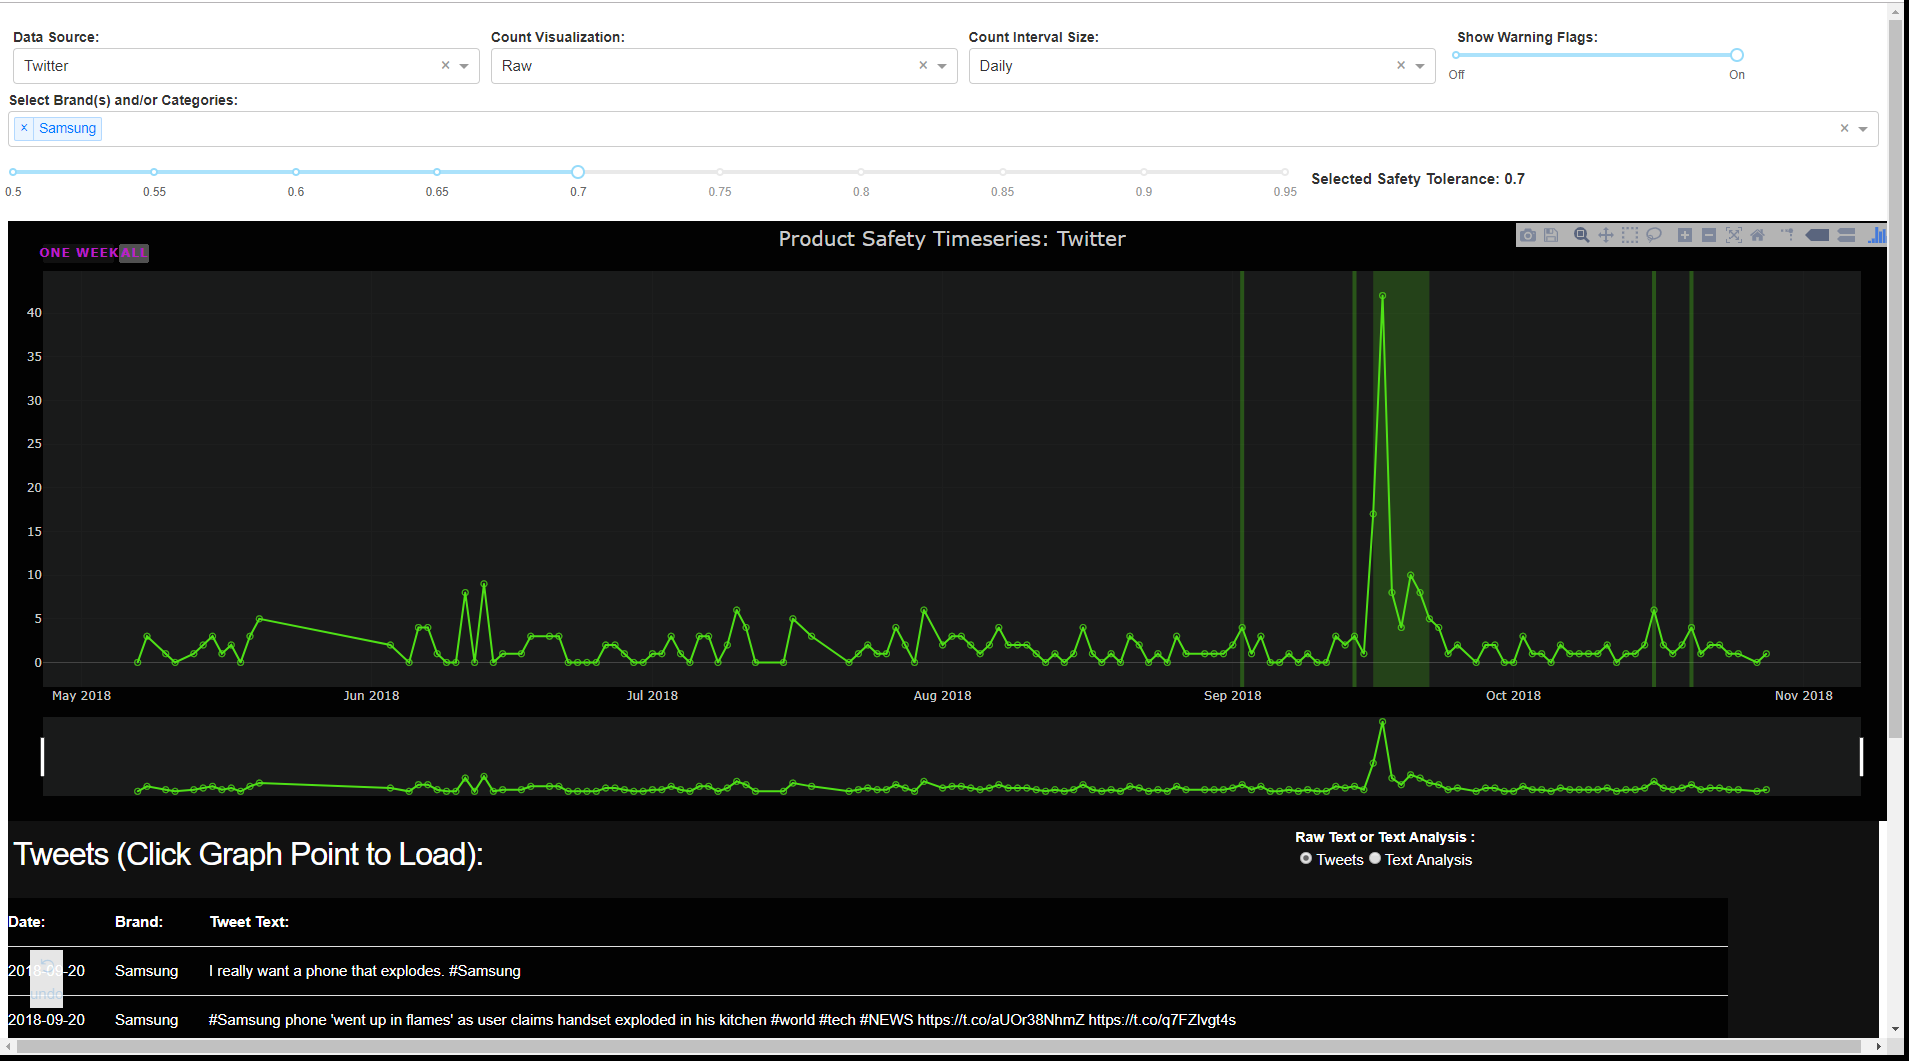 Data Source: Count Visualization: Count Interval Size: Show Warning Flags:
Twitter × Raw × Daily ×
Off On
Select Brand(s) and/or Categories:
× Samsung ×
0.5 0.55 0.6 0.65 0.7 0.75 0.8 0.85 0.9 0.95
Selected Safety Tolerance: 0.7
Product Safety Timeseries: Twitter
ONE WEEK ALL
40
35
30
25
20
15
10
5
0
May 2018 Jun 2018 Jul 2018 Aug 2018 Sep 2018 Oct 2018 Nov 2018
Tweets (Click Graph Point to Load):
Raw Text or Text Analysis :
Tweets Text Analysis
Date: Brand: Tweet Text:
2018-09-20 Samsung I really want a phone that explodes. #Samsung
undo
2018-09-20 Samsung #Samsung phone 'went up in flames' as user claims handset exploded in his kitchen #world #tech #NEWS https://t.co/aUOr38NhmZ https://t.co/q7FZlvgt4s